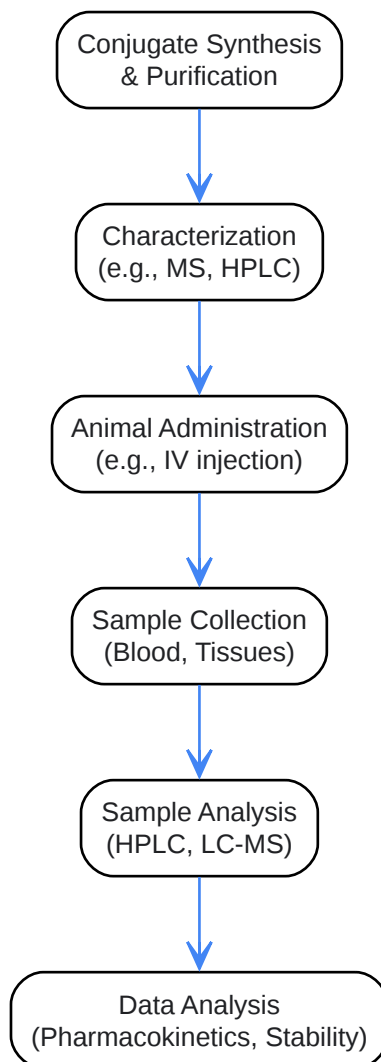 Conjugate Synthesis
& Purification
Characterization
(e.g., MS, HPLC)
Animal Administration
(e.g., IV injection)
Sample Collection
(Blood, Tissues)
Sample Analysis
(HPLC, LC-MS)
Data Analysis
(Pharmacokinetics, Stability)